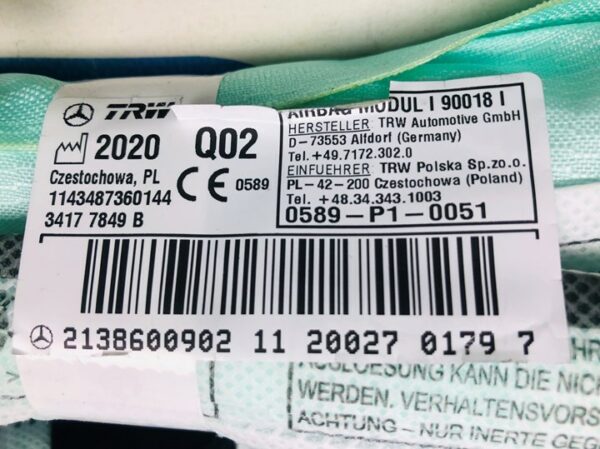 TRW
2020 Q02
Czestochowa, PL
1143487360144
3417 7849 B
CE 0589
AIRBAG MODUL I 90018 I
HERSTELLER: TRW Automotive GmbH
D-73553 Alfdorf (Germany)
Tel.+49.7172.302.0
EINFUEHRER: TRW Polska Sp.zo.o.
PL-42-200 Czestochowa (Poland)
Tel. +48.34.343.1003
0589-P1-0051
2138600902 11 20027 0179 7
AUSLOESUNG KANN DIE NIC
WERDEN. VERHALTENSVORS
ACHTUNG - NUR INERTE GE